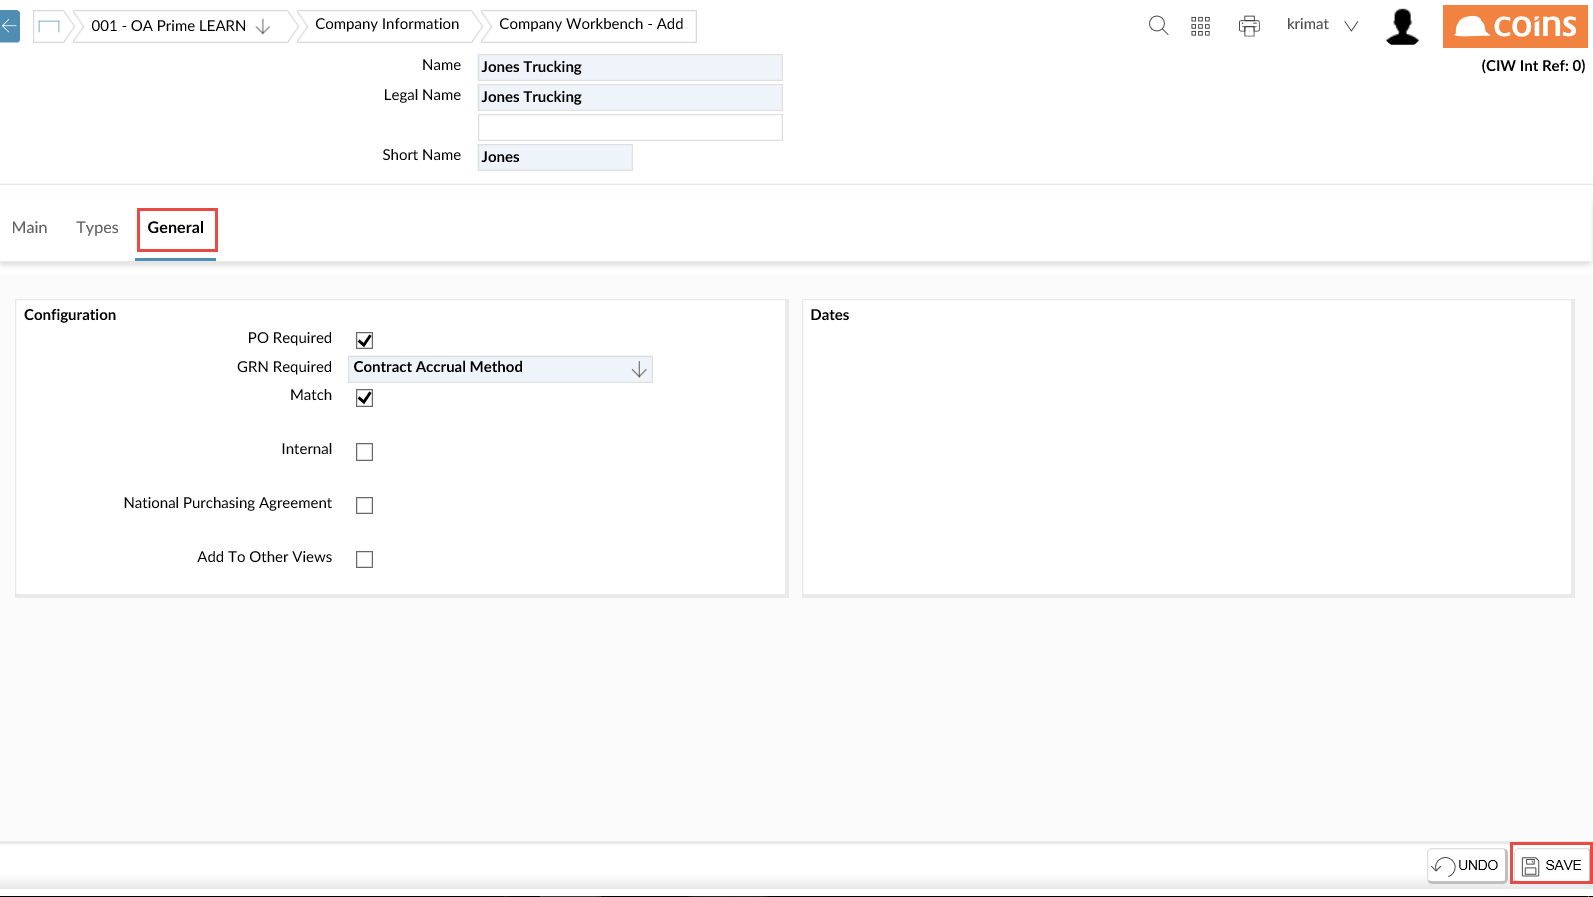 001 - OA Prime LEARN
Company Information
Company Workbench - Add
krimat
coins
(CIW Int Ref: 0)
Name Jones Trucking
Legal Name Jones Trucking
Short Name Jones
Main Types General
Configuration
PO Required
GRN Required Contract Accrual Method
Match
Internal
National Purchasing Agreement
Add To Other Views
Dates
UNDO SAVE